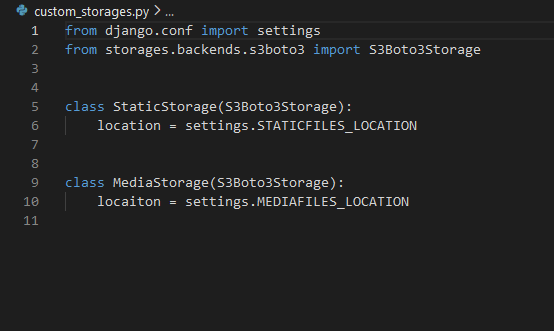 custom_storages.py > ...
1 from django.conf import settings
2 from storages.backends.s3boto3 import S3Boto3Storage
3
4
5 class StaticStorage(S3Boto3Storage):
6     location = settings.STATICFILES_LOCATION
7
8
9 class MediaStorage(S3Boto3Storage):
10     locaiton = settings.MEDIAFILES_LOCATION
11